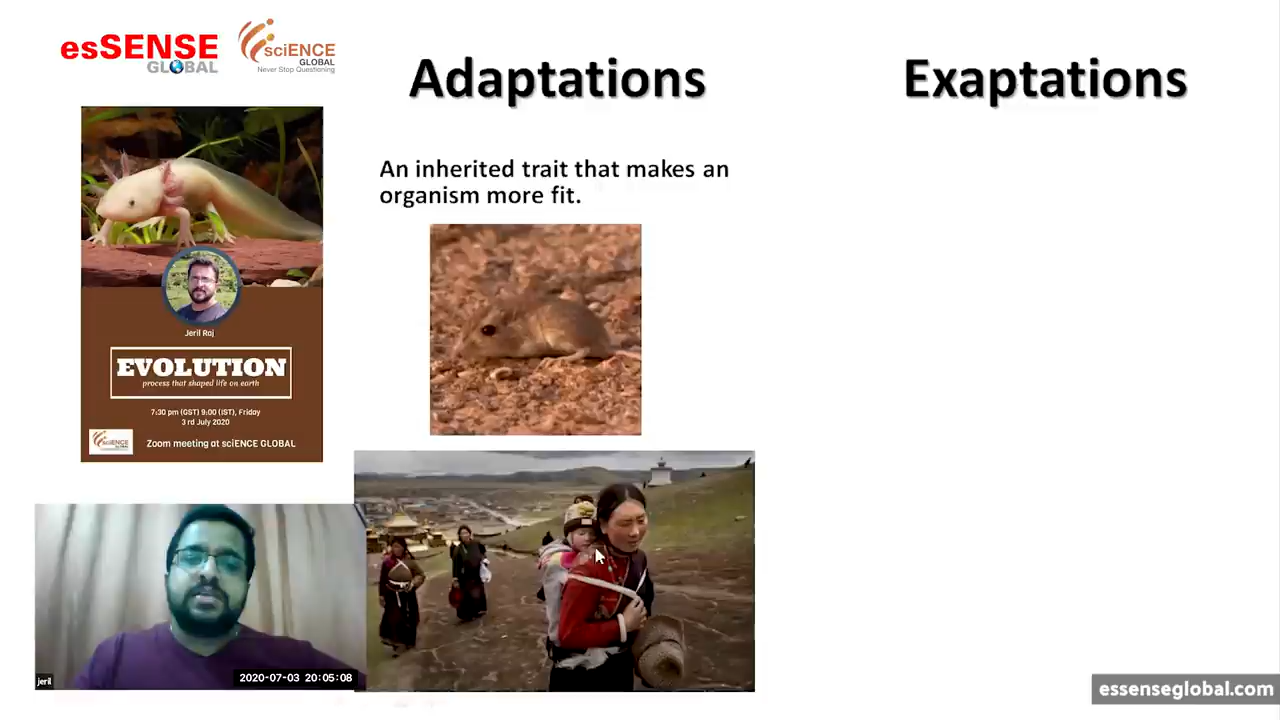 esSENSE
GLOBAL
sciENCE
GLOBAL
Never Stop Questioning
Adaptations
Exaptations
An inherited trait that makes an
organism more fit.
Jeril Raj
EVOLUTION
process that shaped life on earth
7:30 pm (GST) 9:00 (IST), Friday
3 rd July 2020
sciENCE
GLOBAL
Zoom meeting at sciENCE GLOBAL
jeril
2020-07-03 20:05:08
essenseglobal.com